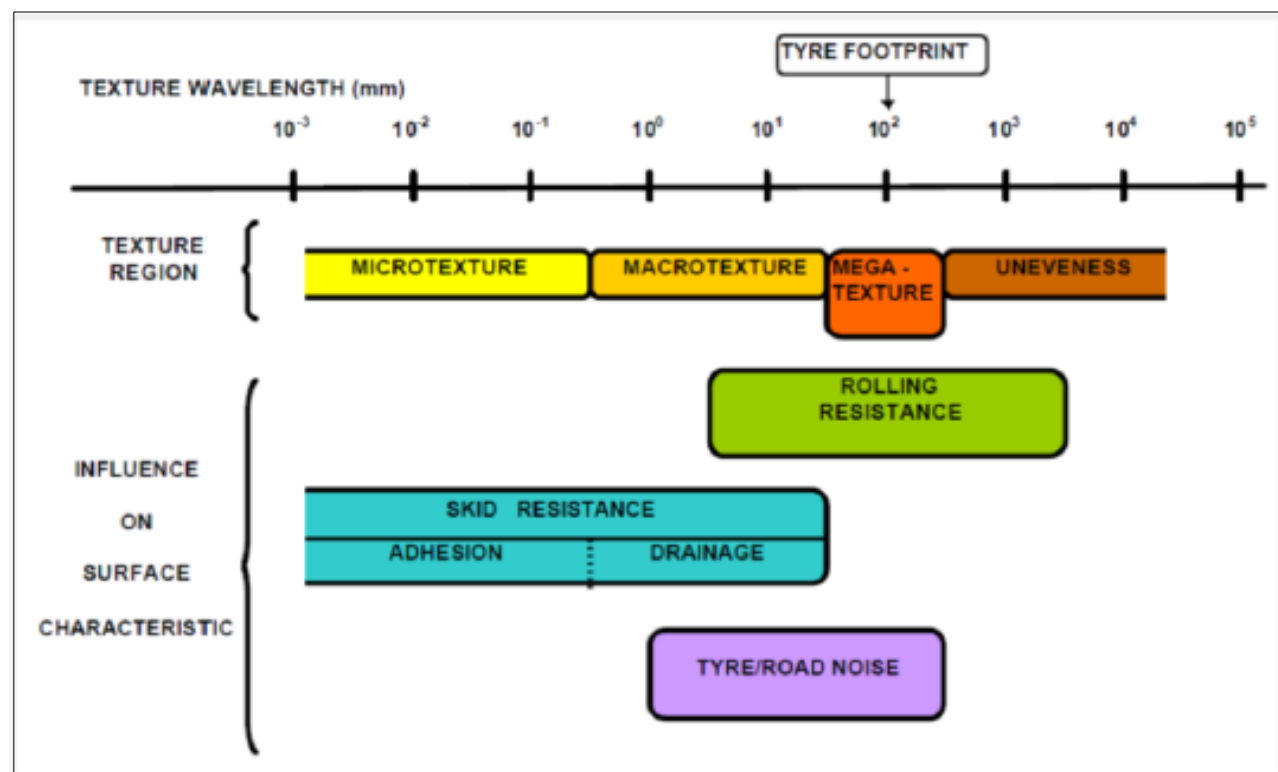 TYRE FOOTPRINT
TEXTURE WAVELENGTH (mm)
10⁻³ 10⁻² 10⁻¹ 10⁰ 10¹ 10² 10³ 10⁴ 10⁵
TEXTURE
REGION
MICROTEXTURE
MACROTEXTURE
MEGA -
TEXTURE
UNEVENESS
ROLLING
RESISTANCE
INFLUENCE
ON
SURFACE
CHARACTERISTIC
SKID RESISTANCE
ADHESION
DRAINAGE
TYRE/ROAD NOISE